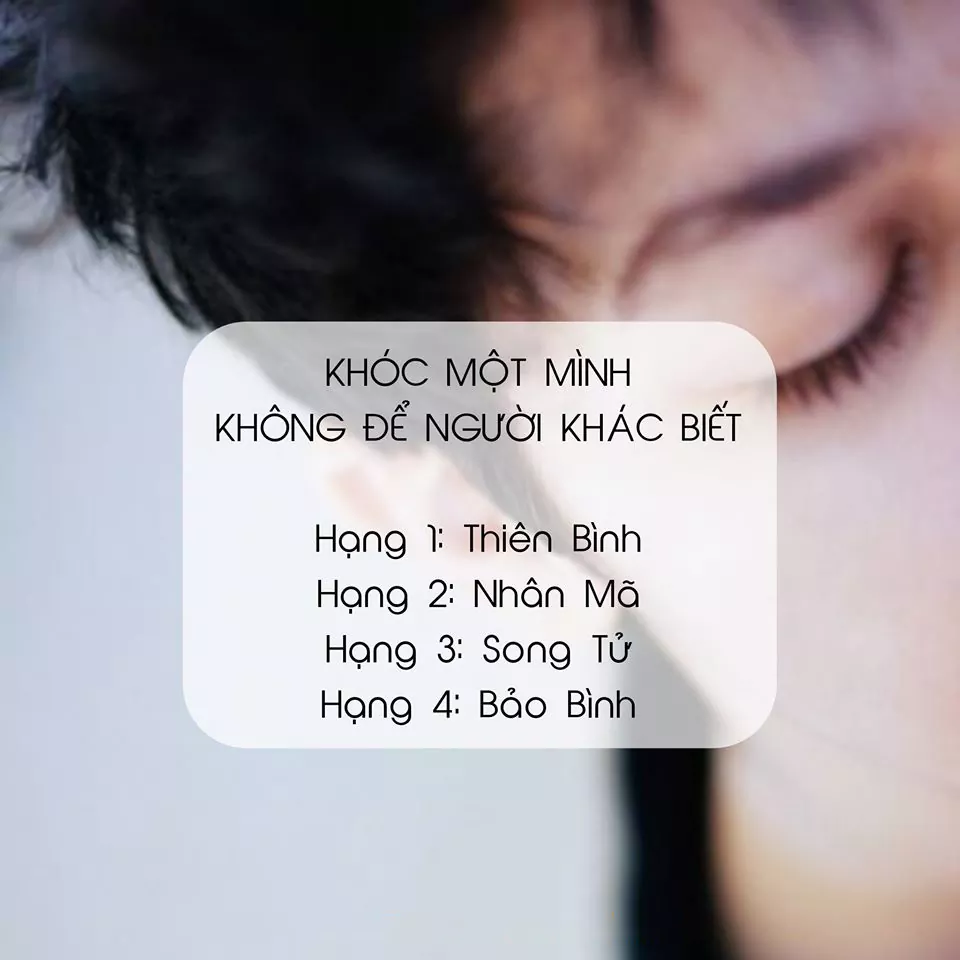 KHÓC MỘT MÌNH
KHÔNG ĐỂ NGƯỜI KHÁC BIẾT
Hạng 1: Thiên Bình
Hạng 2: Nhân Mã
Hạng 3: Song Tử
Hạng 4: Bảo Bình